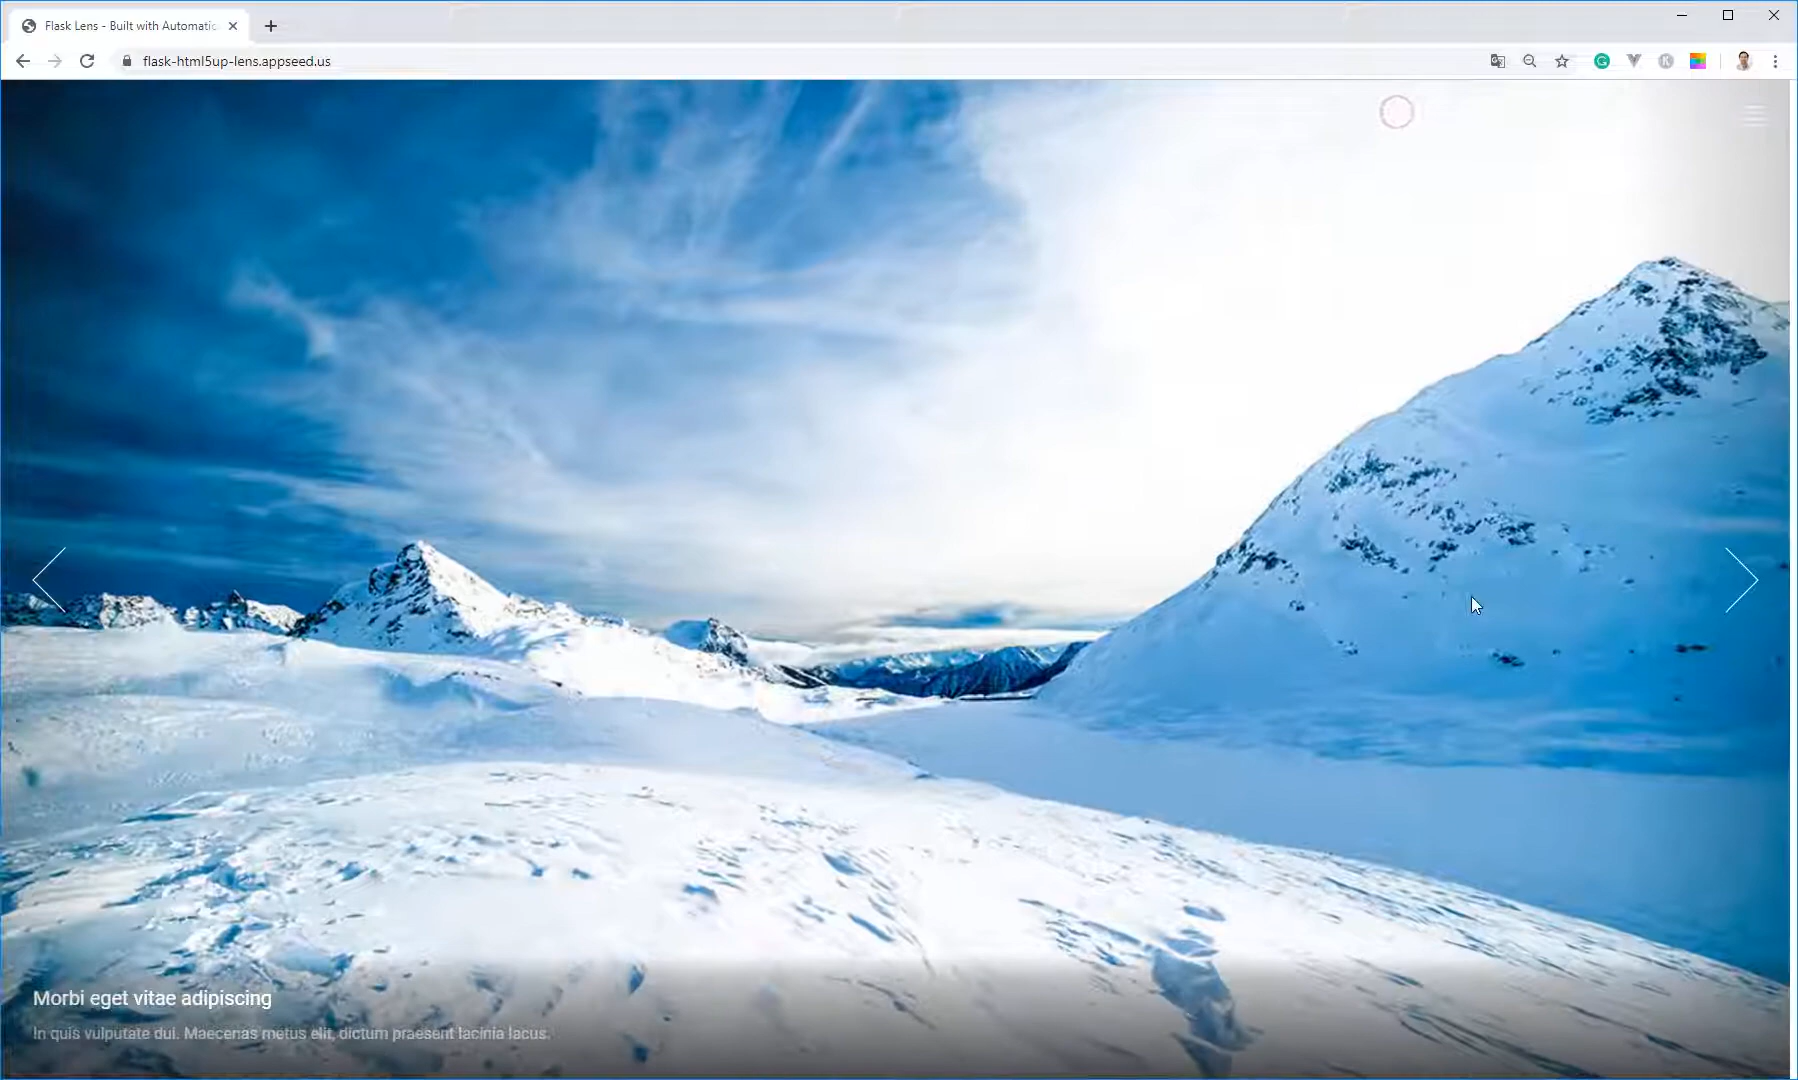 Flask Lens - Built with Automatic
flask-html5up-lens.appseed.us
Morbi eget vitae adipiscing
In quis vulputate dui. Maecenas metus elit, dictum praesent lacinia lacus.